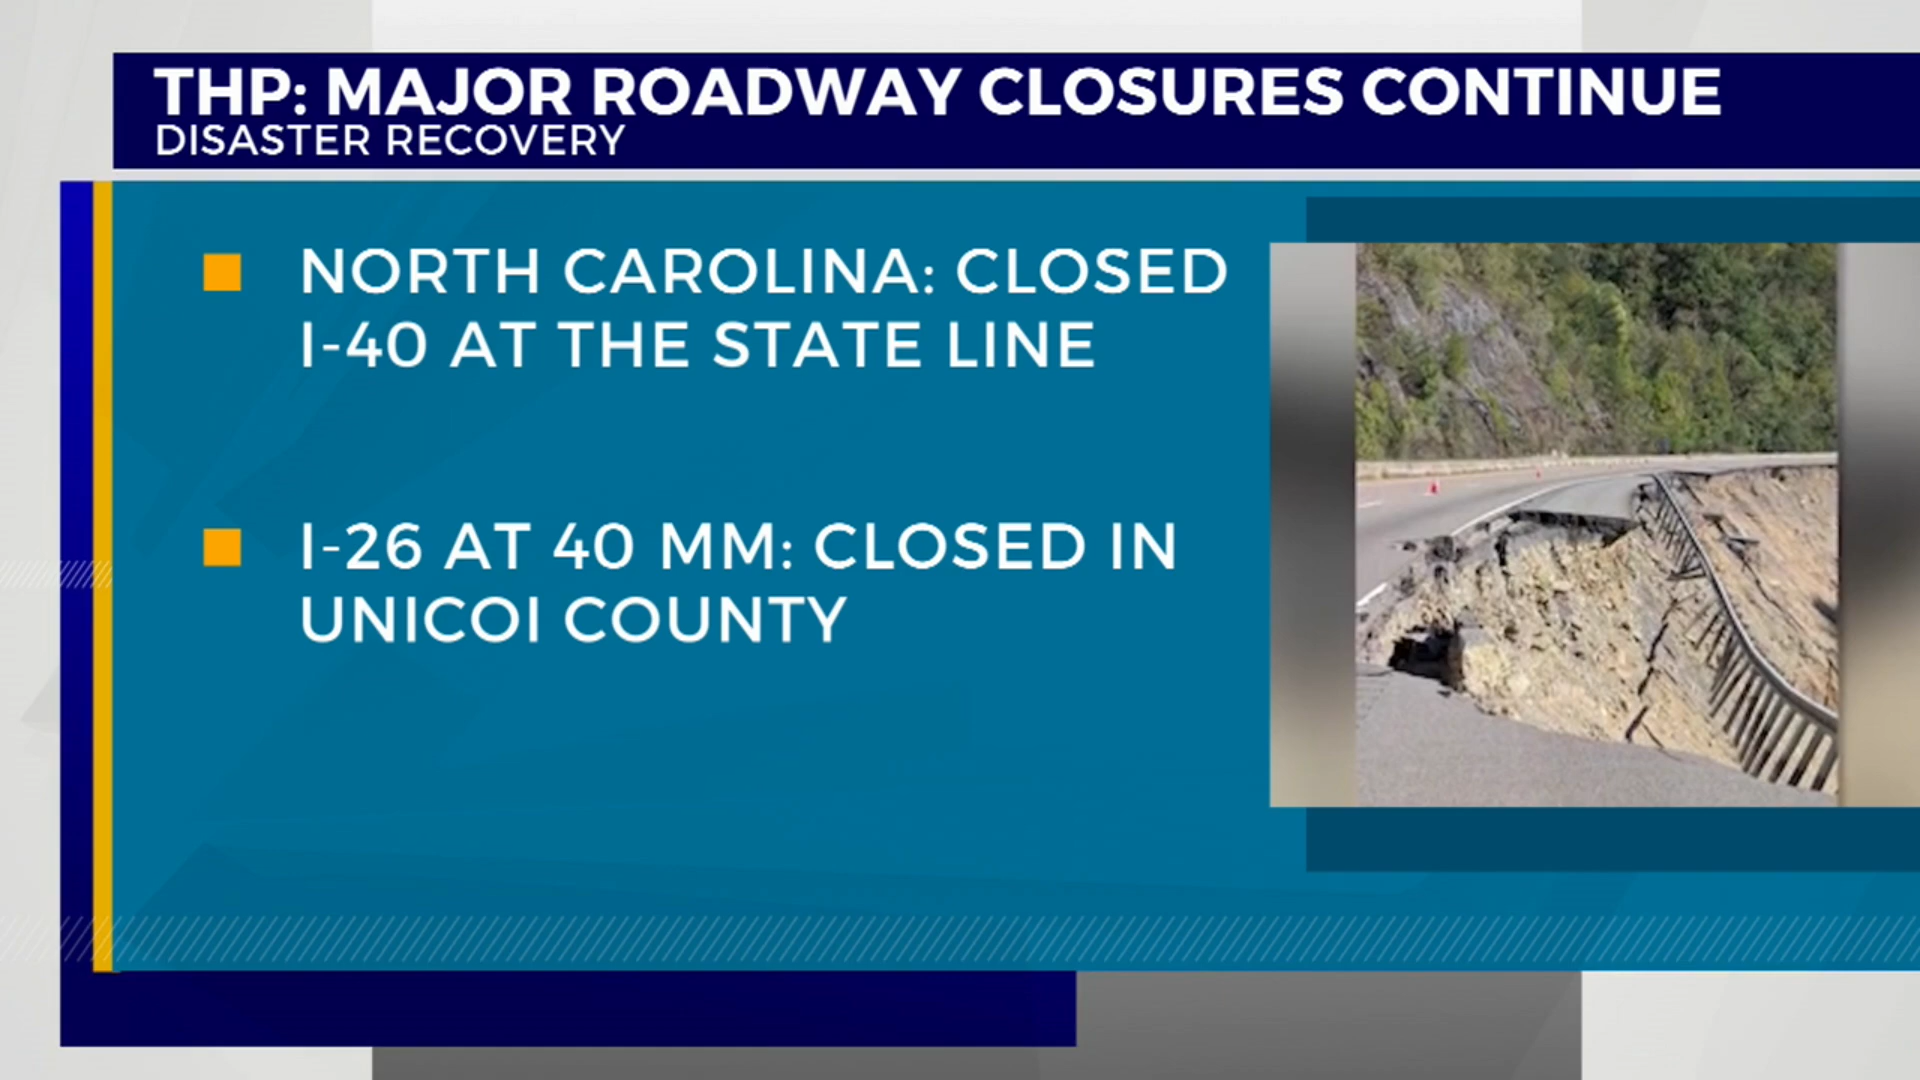 THP: MAJOR ROADWAY CLOSURES CONTINUE
DISASTER RECOVERY
NORTH CAROLINA: CLOSED
I-40 AT THE STATE LINE
I-26 AT 40 MM: CLOSED IN
UNICOI COUNTY